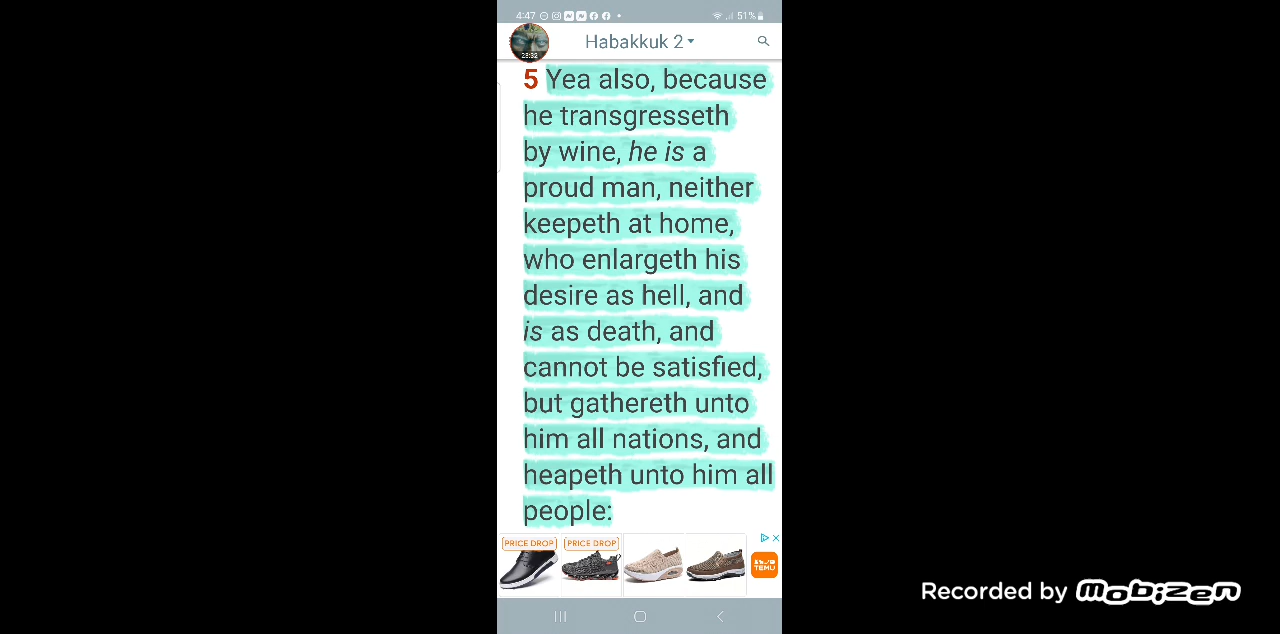 4:47
51%
23:32
Habakkuk 2
5 Yea also, because
he transgresseth
by wine, he is a
proud man, neither
keepeth at home,
who enlargeth his
desire as hell, and
is as death, and
cannot be satisfied,
but gathereth unto
him all nations, and
heapeth unto him all
people:
PRICE DROP
PRICE DROP
TEMU
Recorded by MOBIZEN